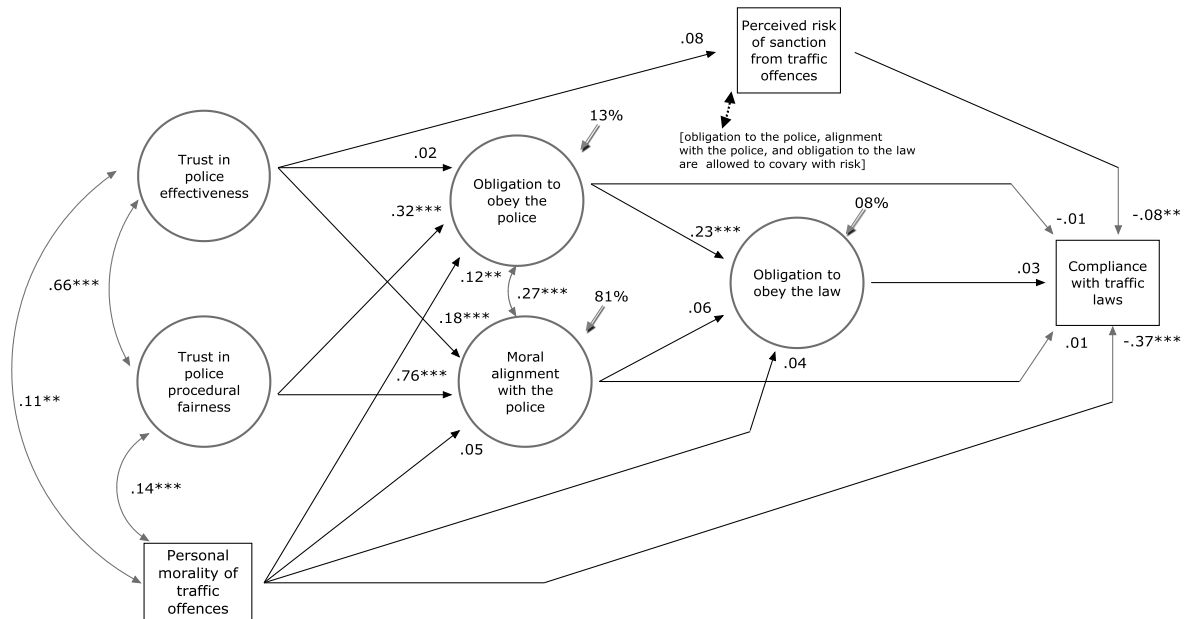 Perceived risk
of sanction
from traffic
offences
.08
13%
[obligation to the police, alignment
with the police, and obligation to the law
are allowed to covary with risk]
Trust in
police
effectiveness
.02
Obligation to
obey the
police
.32***
08%
-.01
-.08**
.23***
.66***
.12**
.27***
81%
Obligation to
obey the law
.03
Compliance
with traffic
laws
.18***
.06
.01
-.37***
Trust in
police
procedural
fairness
.76***
Moral
alignment
with the
police
.04
.11**
.05
.14***
Personal
morality of
traffic
offences